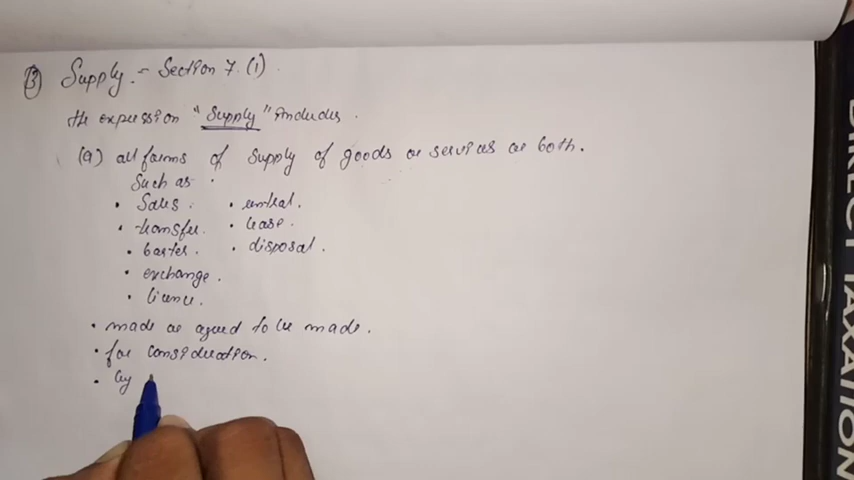 (3) Supply :- Section 7.(1)
the expression "Supply" includes.
(a) all forms of supply of goods or services or both.
Such as
• Sales. • rental.
• transfer. • lease.
• barter. • disposal.
• exchange.
• licence.
• made or agreed to be made.
• for consideration.
• by
DIRECT TAXATION